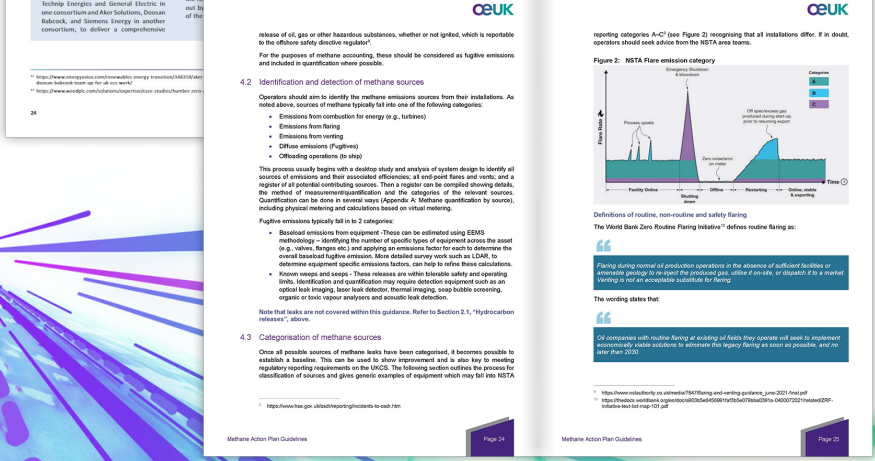 Technip Energies and General Electric in
one consortium and Aker Solutions, Doosan
Babcock, and Siemens Energy in another
consortium, to deliver a comprehensive
out by
of the
24
OEUK
release of oil, gas or other hazardous substances, whether or not ignited, which is reportable
to the offshore safety directive regulator⁹.
For the purposes of methane accounting, these should be considered as fugitive emissions
and included in quantification where possible.
4.2 Identification and detection of methane sources
Operators should aim to identify the methane emissions sources from their installations. As
noted above, sources of methane typically fall into one of the following categories:
• Emissions from combustion for energy (e.g., turbines)
• Emissions from flaring
• Emissions from venting
• Diffuse emissions (Fugitives)
• Offloading operations (to ship)
This process usually begins with a desktop study and analysis of system design to identify all
sources of emissions and their associated efficiencies; all end-point flares and vents; and a
register of all potential contributing sources. Then a register can be compiled showing details,
the method of measurement/quantification and the categories of the relevant sources.
Quantification can be done in several ways (Appendix A: Methane quantification by source),
including physical metering and calculations based on virtual metering.
Fugitive emissions typically fall in to 2 categories:
• Baseload emissions from equipment -These can be estimated using EEMS
methodology – identifying the number of specific types of equipment across the asset
(e.g., valves, flanges etc.) and applying an emissions factor for each to determine the
overall baseload fugitive emission. More detailed survey work such as LDAR, to
determine equipment specific emissions factors, can help to refine these calculations.
• Known weeps and seeps - These releases are within tolerable safety and operating
limits. Identification and quantification may require detection equipment such as an
optical leak imaging, laser leak detector, thermal imaging, soap bubble screening,
organic or toxic vapour analysers and acoustic leak detection.
Note that leaks are not covered within this guidance. Refer to Section 2.1, "Hydrocarbon
releases", above.
4.3 Categorisation of methane sources
Once all possible sources of methane leaks have been categorised, it becomes possible to
establish a baseline. This can be used to show improvement and is also key to meeting
regulatory reporting requirements on the UKCS. The following section outlines the process for
classification of sources and gives generic examples of equipment which may fall into NSTA
https://www.hse.gov.uk/osdr/reporting/incidents-to-osdr.htm
Methane Action Plan Guidelines
Page 24
OEUK
reporting categories A–C⁹ (see Figure 2) recognising that all installations differ. If in doubt,
operators should seek advice from the NSTA area teams.
Figure 2: NSTA Flare emission category
Emergency Shutdown
& blowdown
Categories
A
B
C
Off spec/excess gas
produced during start-up
prior to resuming export
Process upsets
Zero noise/error
on meter
Flare Rate
Time
Facility Online
Shutting
down
Offline
Restarting
Online, stable
& exporting
Definitions of routine, non-routine and safety flaring
The World Bank Zero Routine Flaring Initiative¹⁰ defines routine flaring as:
Flaring during normal oil production operations in the absence of sufficient facilities or
amenable geology to re-inject the produced gas, utilise it on-site, or dispatch it to a market.
Venting is not an acceptable substitute for flaring
The wording states that:
Oil companies with routine flaring at existing oil fields they operate will seek to implement
economically viable solutions to eliminate this legacy flaring as soon as possible, and no
later than 2030.
Methane Action Plan Guidelines
Page 25